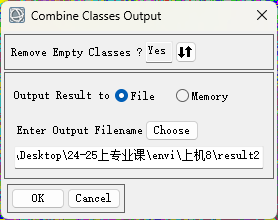 Combine Classes Output
Remove Empty Classes ? Yes
Output Result to File Memory
Enter Output Filename Choose
\Desktop\24-25上专业课\envi\上机8\result2
OK Cancel